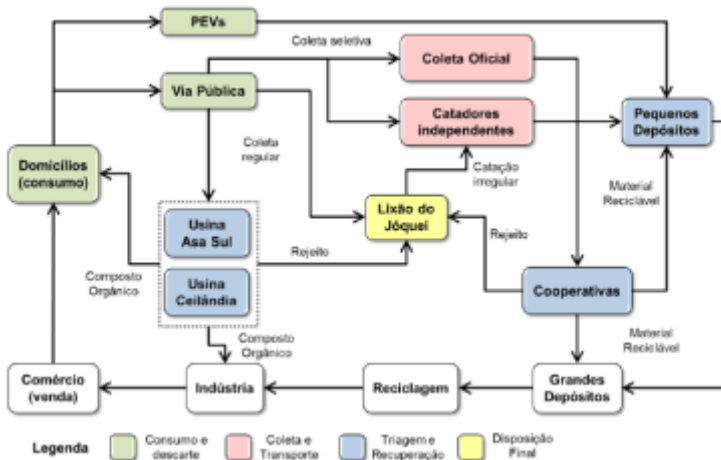 PEVs
Coleta seletiva
Coleta Oficial
Via Pública
Catadores
independentes
Pequenos
Depósitos
Coleta
regular
Domicílios
(consumo)
Catação
irregular
Material
Reciclável
Lixão do
Jóquei
Usina
Asa Sul
Rejeito
Rejeito
Composto
Orgânico
Usina
Ceilândia
Cooperativas
Composto
Orgânico
Material
Reciclável
Comércio
(venda)
Indústria
Reciclagem
Grandes
Depósitos
Legenda
Consumo e
descarte
Coleta e
Transporte
Triagem e
Recuperação
Disposição
Final